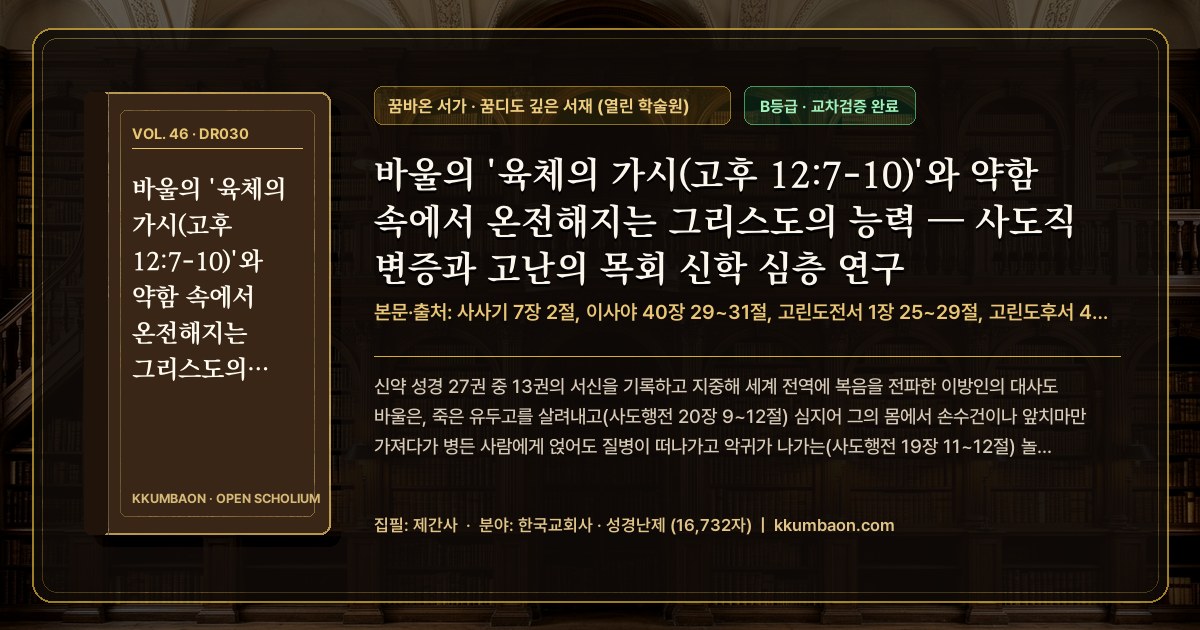 VOL. 46 · DR030
바울의 '육체의
가시(고후
12:7-10)'와
약함 속에서
온전해지는
그리스도의…
KKUMBAON · OPEN SCHOLIUM
꿈바온 서가 · 꿈디도 깊은 서재 (열린 학술원)
B등급 · 교차검증 완료
바울의 '육체의 가시(고후 12:7-10)'와 약함
속에서 온전해지는 그리스도의 능력 — 사도직
변증과 고난의 목회 신학 심층 연구
본문·출처: 사사기 7장 2절, 이사야 40장 29~31절, 고린도전서 1장 25~29절, 고린도후서 4...
신약 성경 27권 중 13권의 서신을 기록하고 지중해 세계 전역에 복음을 전파한 이방인의 대사도
바울은, 죽은 유두고를 살려내고(사도행전 20장 9~12절) 심지어 그의 몸에서 손수건이나 앞치마만
가져다가 병든 사람에게 얹어도 질병이 떠나가고 악귀가 나가는(사도행전 19장 11~12절) 놀...
집필: 제간사 · 분야: 한국교회사 · 성경난제 (16,732자) | kkumbaon.com